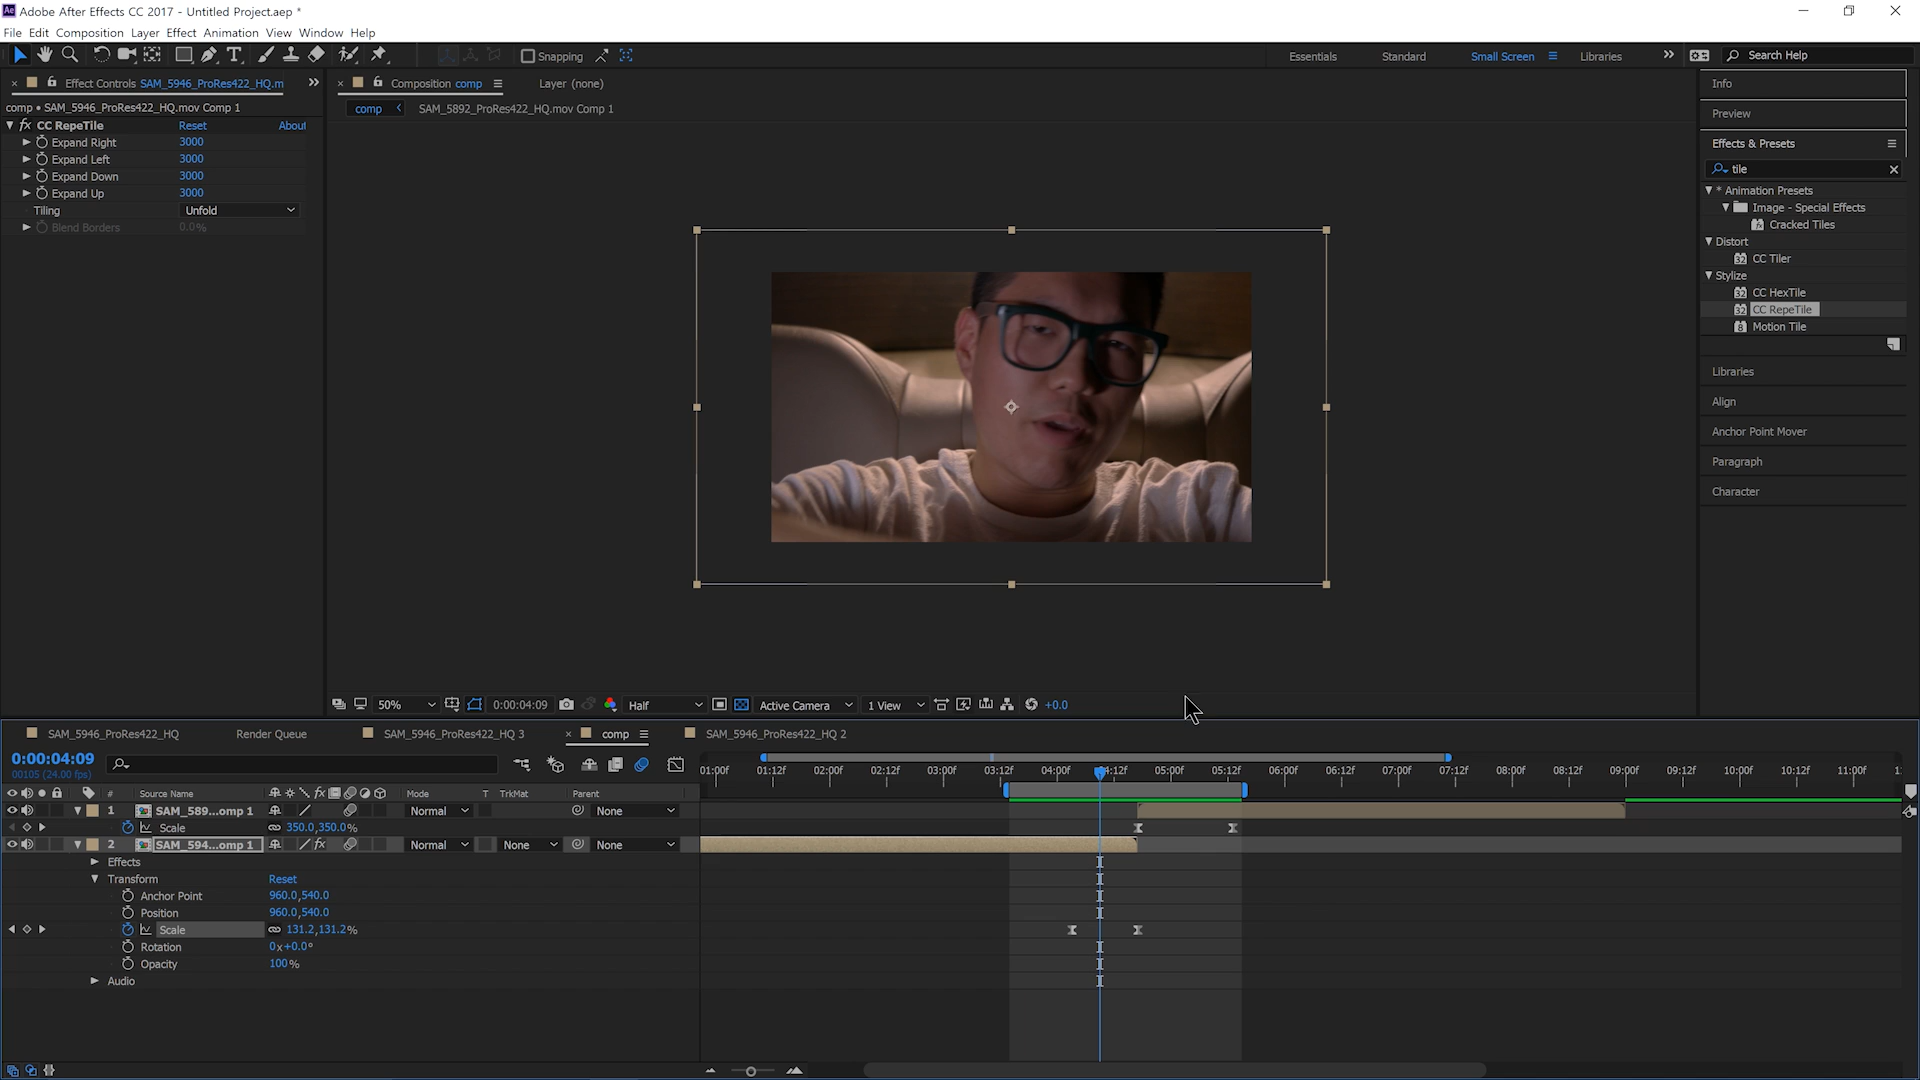 Adobe After Effects CC 2017 - Untitled Project.aep *
File Edit Composition Layer Effect Animation View Window Help
Snapping
Essentials Standard Small Screen Libraries Search Help
Effect Controls SAM_5946_ProRes422_HQ.m
Composition comp
Layer (none)
Info
comp • SAM_5946_ProRes422_HQ.mov Comp 1
comp
SAM_5892_ProRes422_HQ.mov Comp 1
Preview
fx CC RepeTile Reset About
Expand Right 3000
Expand Left 3000
Expand Down 3000
Expand Up 3000
Tiling Unfold
Blend Borders 0.0%
Effects & Presets
tile
* Animation Presets
Image - Special Effects
Cracked Tiles
Distort
CC Tiler
Stylize
CC HexTile
CC RepeTile
Motion Tile
Libraries
Align
Anchor Point Mover
Paragraph
Character
50% 0:00:04:09 Half Active Camera 1 View +0.0
SAM_5946_ProRes422_HQ Render Queue SAM_5946_ProRes422_HQ 3 comp SAM_5946_ProRes422_HQ 2
0:00:04:09
00105 (24.00 fps)
01:00f 01:12f 02:00f 02:12f 03:00f 03:12f 04:00f 04:12f 05:00f 05:12f 06:00f 06:12f 07:00f 07:12f 08:00f 08:12f 09:00f 09:12f 10:00f 10:12f 11:00f
# Source Name Mode T TrkMat Parent
1 SAM_589...omp 1 Normal None
Scale 350.0,350.0%
2 SAM_594...omp 1 fx Normal None None
Effects
Transform Reset
Anchor Point 960.0,540.0
Position 960.0,540.0
Scale 131.2,131.2%
Rotation 0x+0.0°
Opacity 100%
Audio